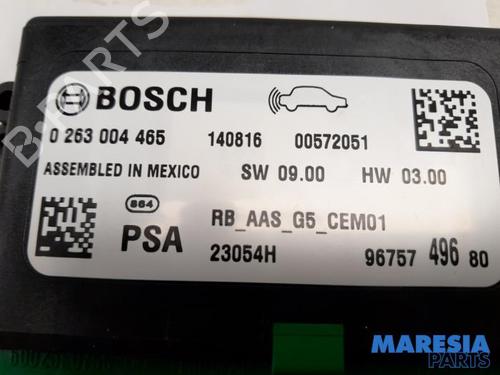 BOSCH
0 263 004 465 140816 00572051
ASSEMBLED IN MEXICO SW 09.00 HW 03.00
864 RB_AAS_G5_CEM01
PSA 23054H 96757 496 80
B-Parts
MARESIA
PARTS